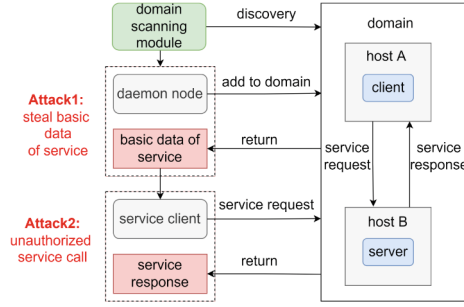 domain
scanning
module
discovery
domain
host A
client
daemon node
add to domain
Attack1:
steal basic
data
of service
basic data of
service
return
service
request
service
response
service client
service request
Attack2:
unauthorized
service call
host B
server
service
response
return